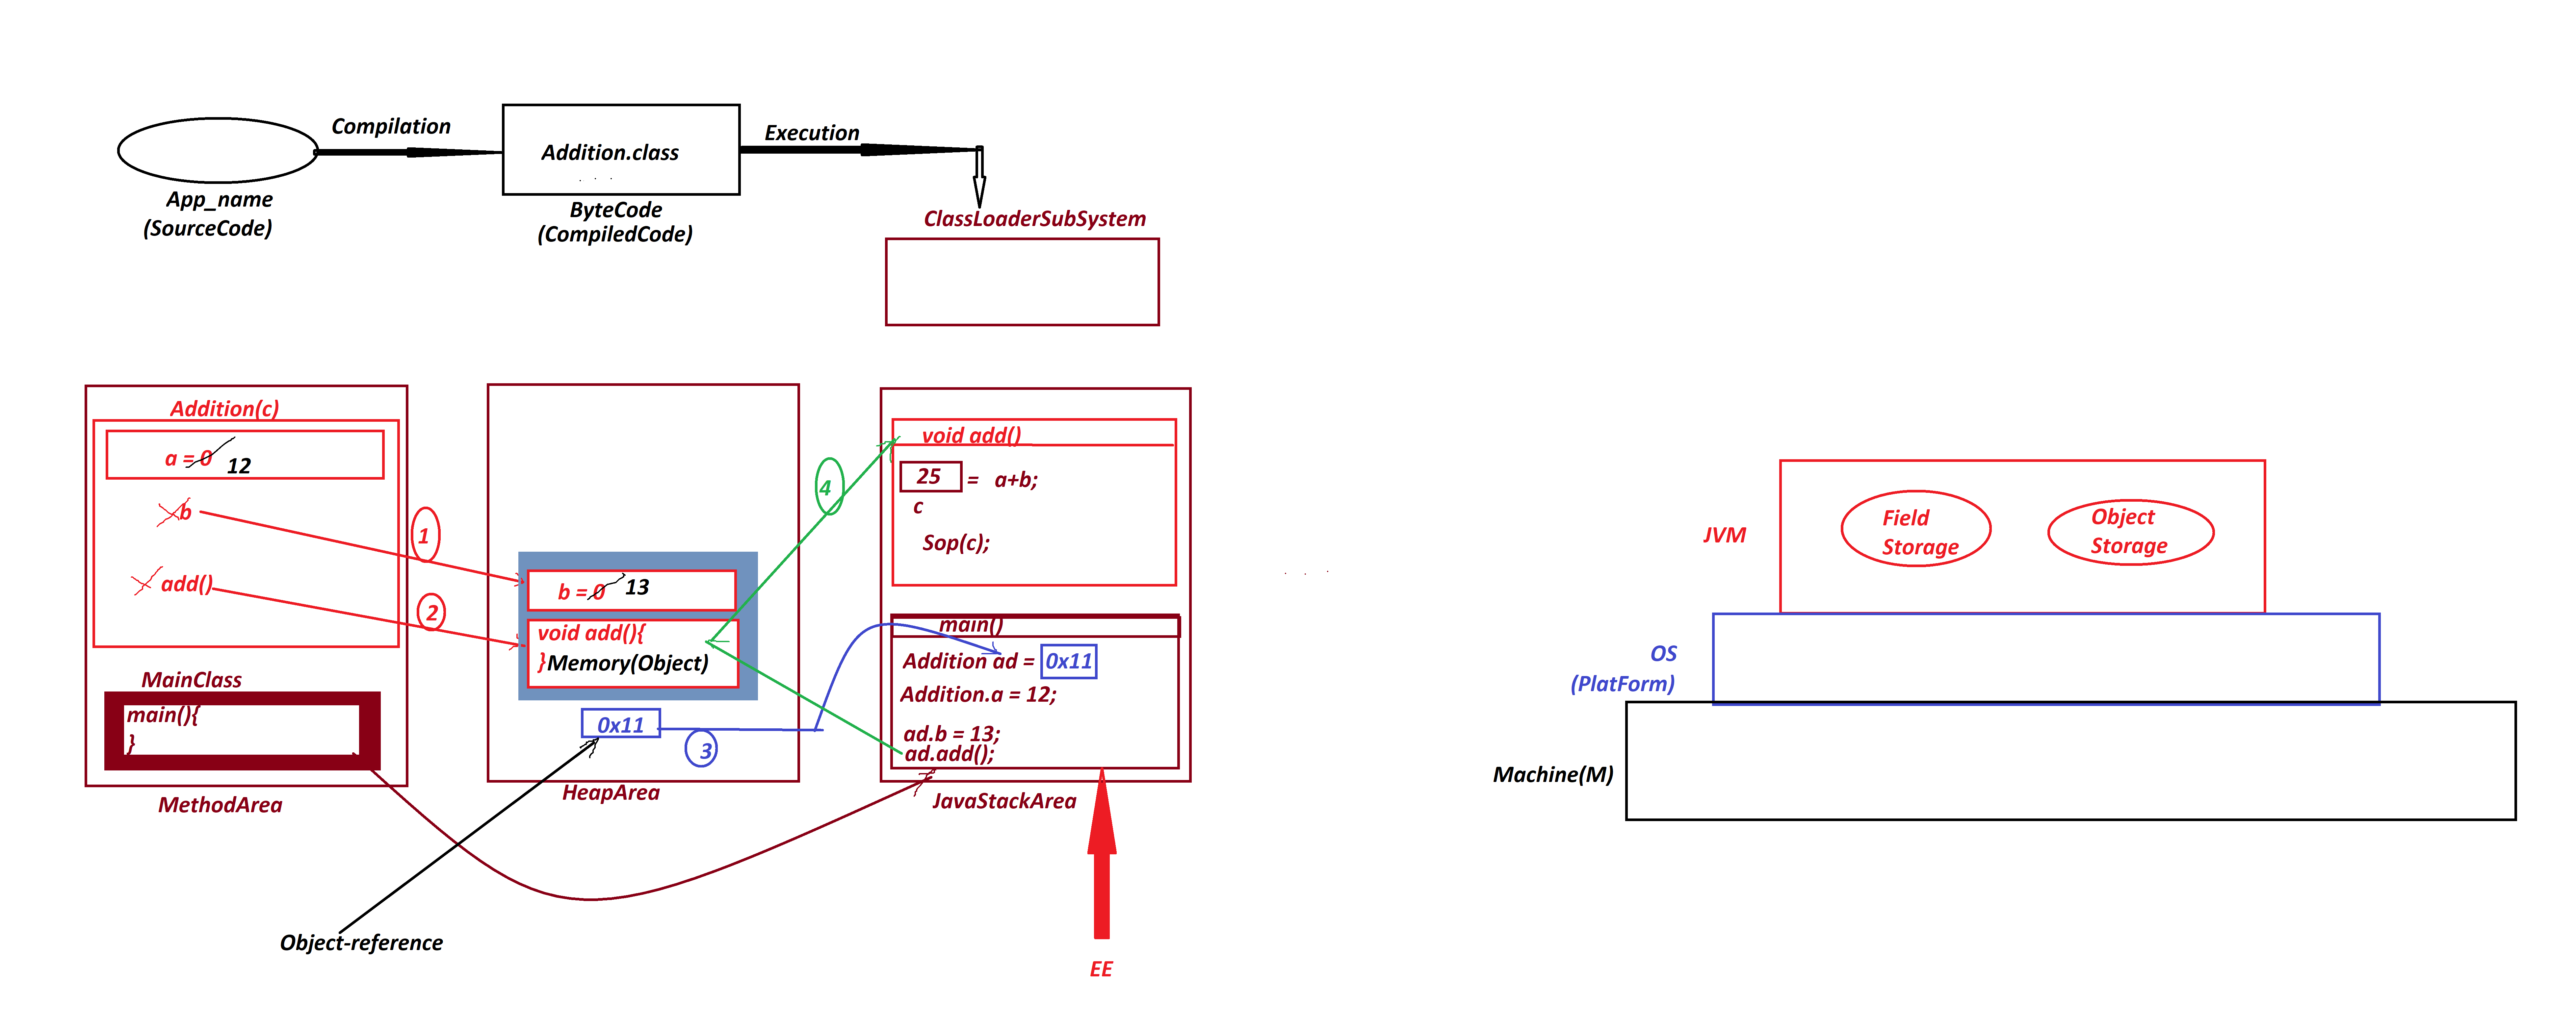 Compilation
Addition.class
Execution
App_name
(SourceCode)
ByteCode
(CompiledCode)
ClassLoaderSubSystem
Addition(c)
a = 0 12
b
add()
1
2
MainClass
main(){
}
MethodArea
b = 0 13
void add(){
}Memory(Object)
0x11
3
HeapArea
Object-reference
4
void add()
25 = a+b;
c
Sop(c);
main()
Addition ad = 0x11
Addition.a = 12;
ad.b = 13;
ad.add();
JavaStackArea
EE
JVM
Field
Storage
Object
Storage
OS
(PlatForm)
Machine(M)